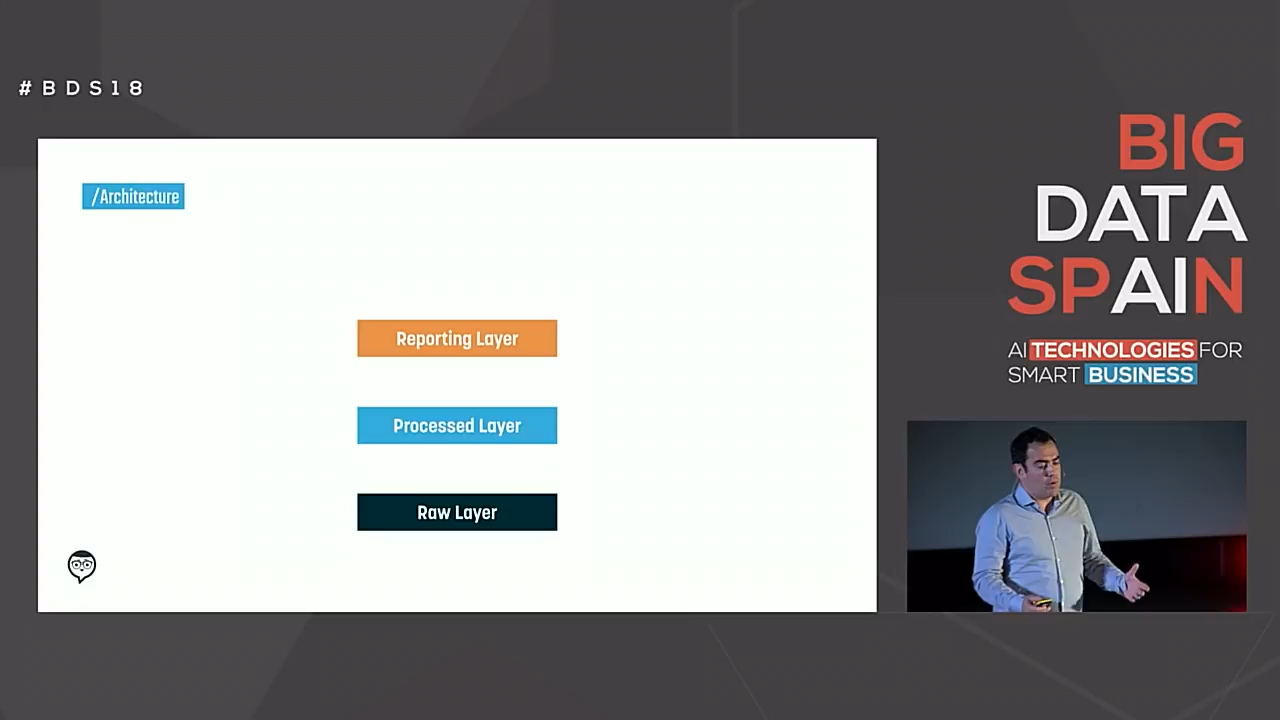 #BDS18
/Architecture
Reporting Layer
Processed Layer
Raw Layer
BIG
DATA
SPAIN
AI TECHNOLOGIES FOR
SMART BUSINESS